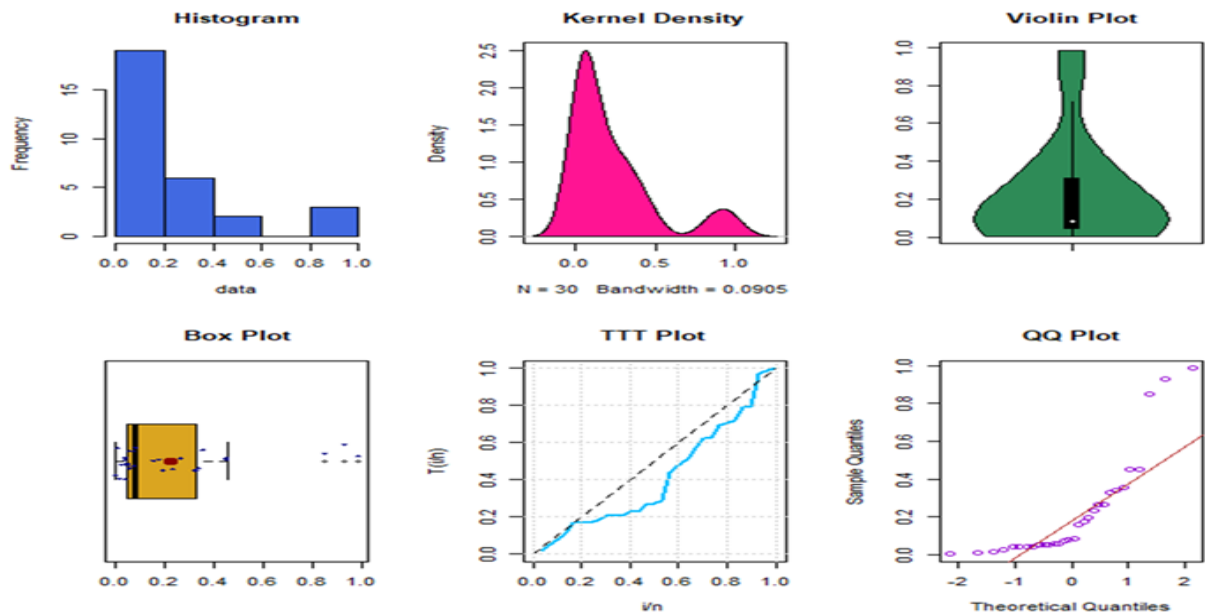 Histogram
Frequency
0 5 10 15
0.0 0.2 0.4 0.6 0.8 1.0
data
Kernel Density
Density
0.0 0.5 1.0 1.5 2.0 2.5
0.0 0.5 1.0
N = 30 Bandwidth = 0.0905
Violin Plot
0.0 0.2 0.4 0.6 0.8 1.0
Box Plot
0.0 0.2 0.4 0.6 0.8 1.0
TTT Plot
T(i/n)
0.0 0.2 0.4 0.6 0.8 1.0
0.0 0.2 0.4 0.6 0.8 1.0
i/n
QQ Plot
Sample Quantiles
0.0 0.2 0.4 0.6 0.8 1.0
-2 -1 0 1 2
Theoretical Quantiles